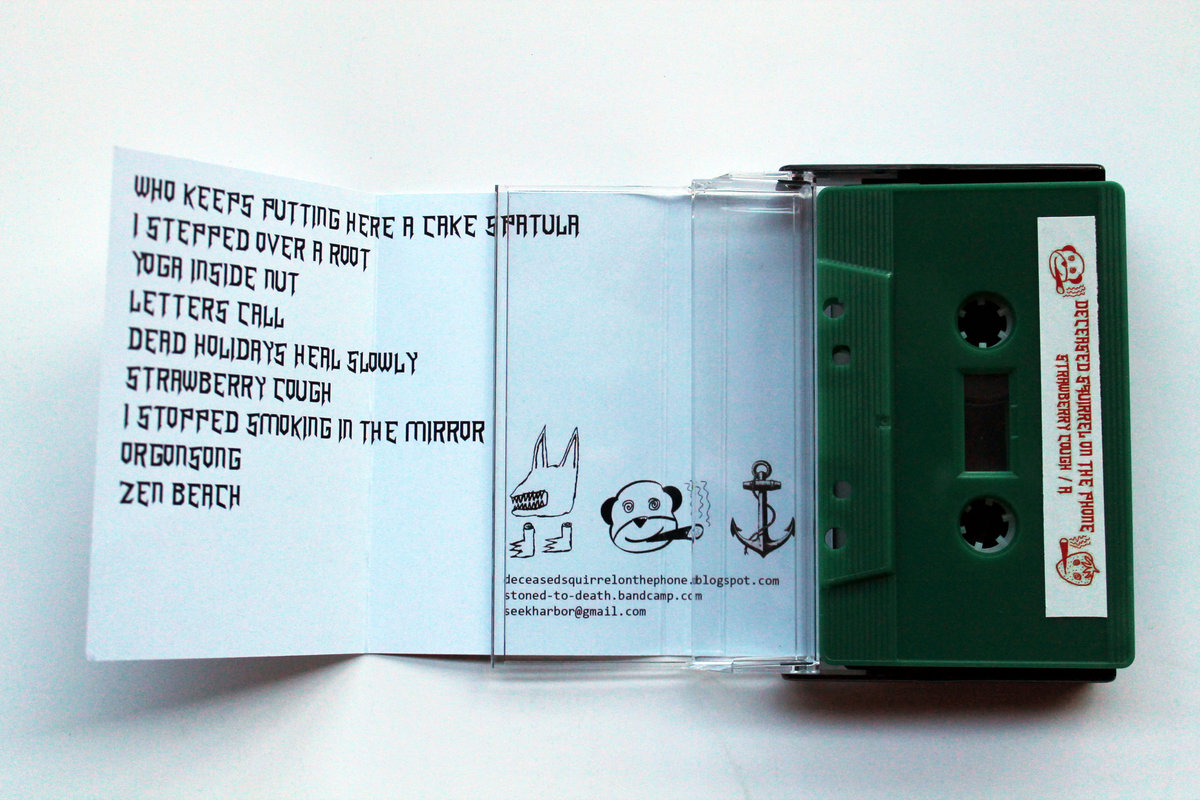 WHO KEEPS PUTTING HERE A CAKE SPATULA
I STEPPED OVER A ROOT
YOGA INSIDE NUT
LETTERS CALL
DEAD HOLIDAYS HEAL SLOWLY
STRAWBERRY COUGH
I STOPPED SMOKING IN THE MIRROR
ORGONSONG
ZEN BEACH
deceasedsquirrelonthephone.blogspot.com
stoned-to-death.bandcamp.com
seekharbor@gmail.com
DECEASED SQUIRREL ON THE PHONE
STRAWBERRY COUGH / A